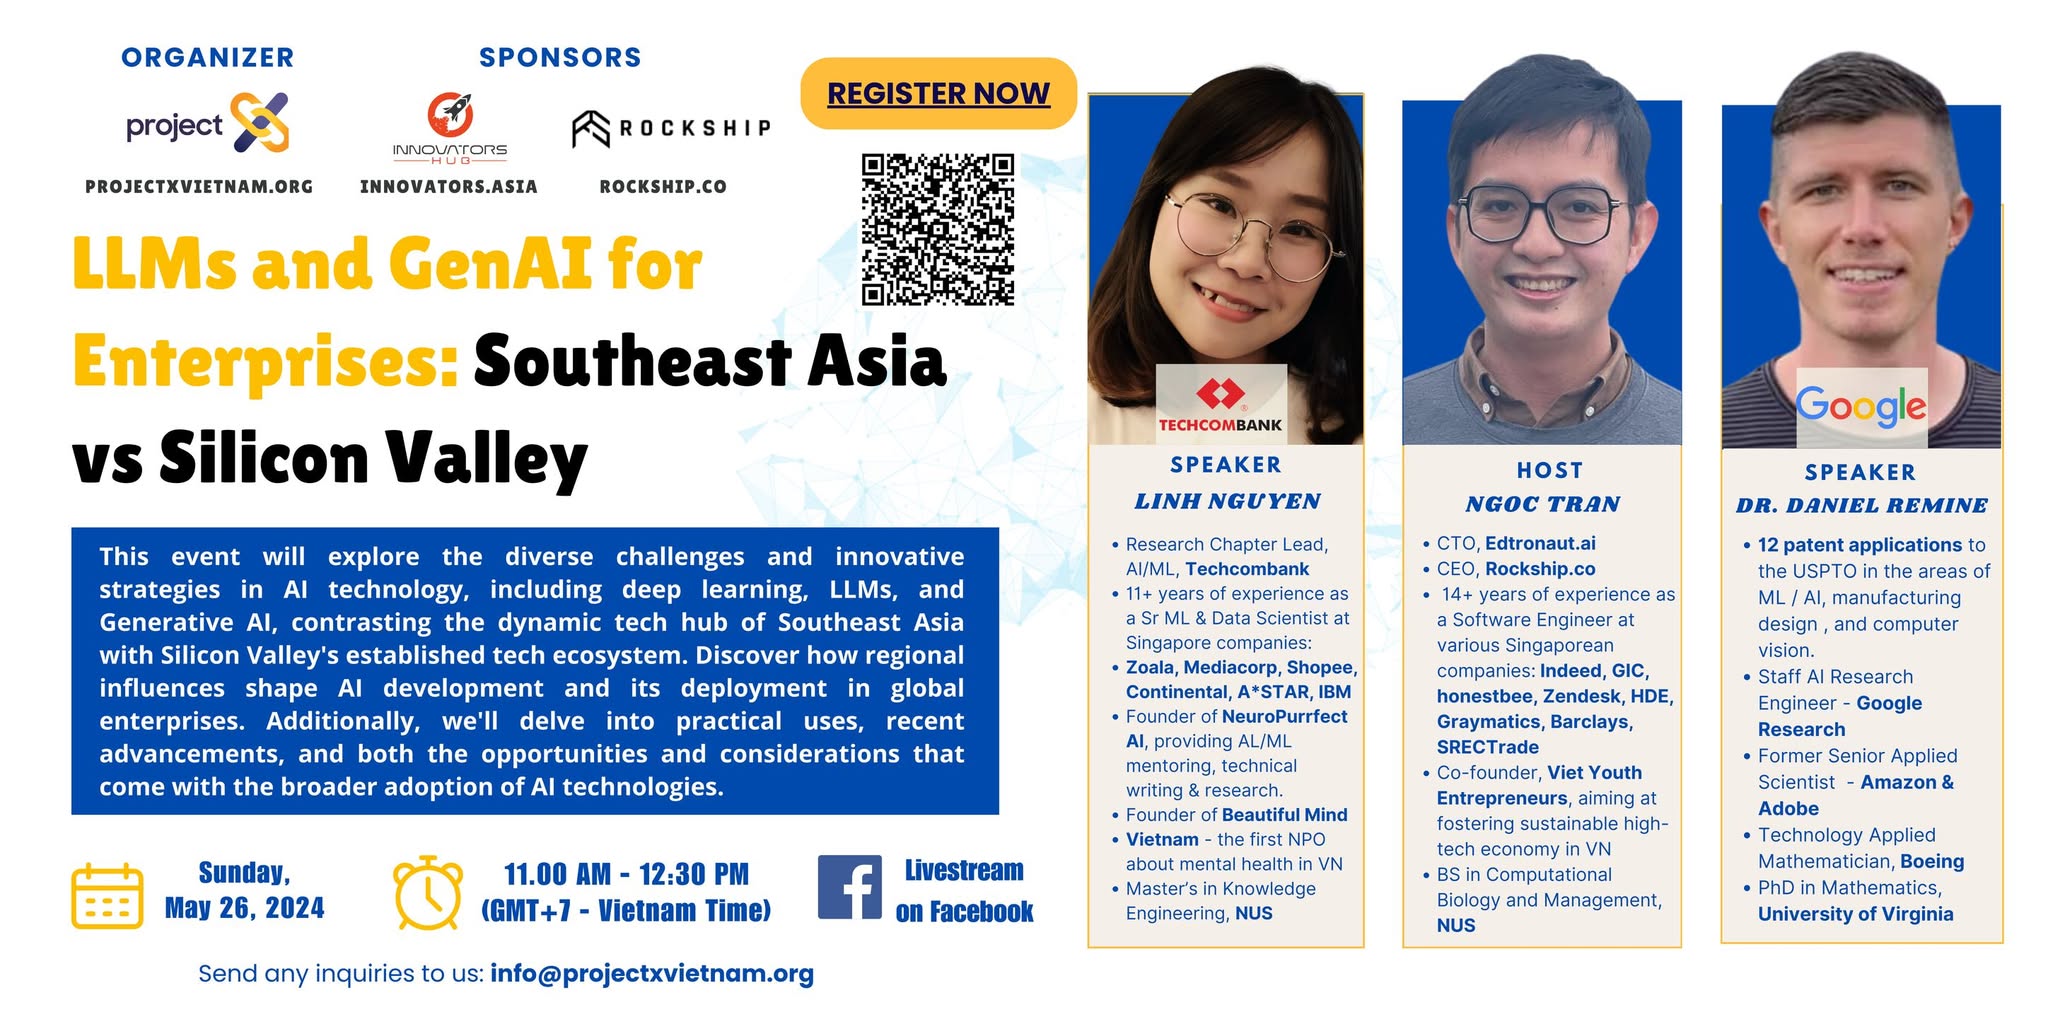 ORGANIZER
SPONSORS
project
INNOVATORS
HUB
ROCKSHIP
PROJECTXVIETNAM.ORG
INNOVATORS.ASIA
ROCKSHIP.CO
REGISTER NOW
LLMs and GenAI for
Enterprises: Southeast Asia
vs Silicon Valley
This event will explore the diverse challenges and innovative
strategies in AI technology, including deep learning, LLMs, and
Generative AI, contrasting the dynamic tech hub of Southeast Asia
with Silicon Valley's established tech ecosystem. Discover how regional
influences shape AI development and its deployment in global
enterprises. Additionally, we'll delve into practical uses, recent
advancements, and both the opportunities and considerations that
come with the broader adoption of AI technologies.
Sunday,
May 26, 2024
11.00 AM - 12:30 PM
(GMT+7 - Vietnam Time)
Livestream
on Facebook
Send any inquiries to us: info@projectxvietnam.org
TECHCOMBANK
SPEAKER
LINH NGUYEN
• Research Chapter Lead,
AI/ML, Techcombank
• 11+ years of experience as
a Sr ML & Data Scientist at
Singapore companies:
• Zoala, Mediacorp, Shopee,
Continental, A*STAR, IBM
• Founder of NeuroPurrfect
AI, providing AL/ML
mentoring, technical
writing & research.
• Founder of Beautiful Mind
• Vietnam - the first NPO
about mental health in VN
• Master's in Knowledge
Engineering, NUS
HOST
NGOC TRAN
• CTO, Edtronaut.ai
• CEO, Rockship.co
• 14+ years of experience as
a Software Engineer at
various Singaporean
companies: Indeed, GIC,
honestbee, Zendesk, HDE,
Graymatics, Barclays,
SRECTrade
• Co-founder, Viet Youth
Entrepreneurs, aiming at
fostering sustainable high-
tech economy in VN
• BS in Computational
Biology and Management,
NUS
Google
SPEAKER
DR. DANIEL REMINE
• 12 patent applications to
the USPTO in the areas of
ML / AI, manufacturing
design , and computer
vision.
• Staff AI Research
Engineer - Google
Research
• Former Senior Applied
Scientist - Amazon &
Adobe
• Technology Applied
Mathematician, Boeing
• PhD in Mathematics,
University of Virginia